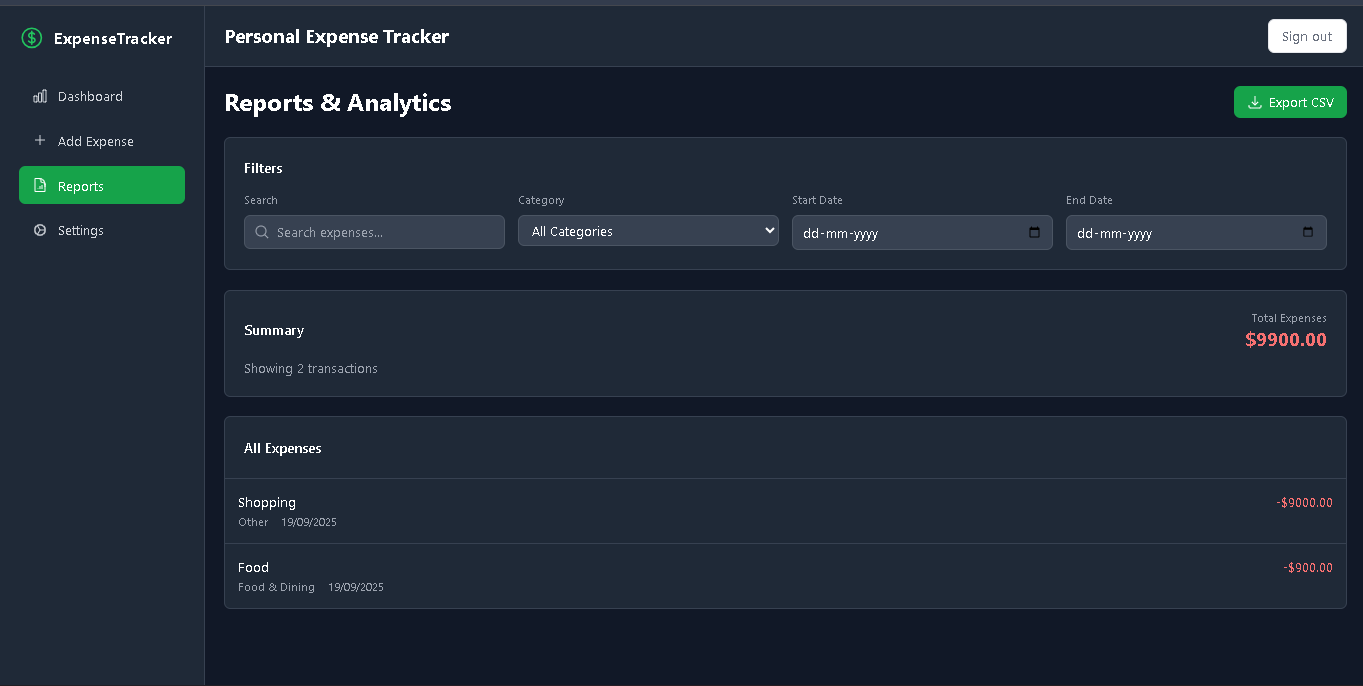 ExpenseTracker
Personal Expense Tracker
Sign out
Dashboard
Add Expense
Reports
Settings
Reports & Analytics
Export CSV
Filters
Search
Category
Start Date
End Date
Search expenses...
All Categories
dd-mm-yyyy
dd-mm-yyyy
Summary
Total Expenses
$9900.00
Showing 2 transactions
All Expenses
Shopping
-$9000.00
Other 19/09/2025
Food
-$900.00
Food & Dining 19/09/2025